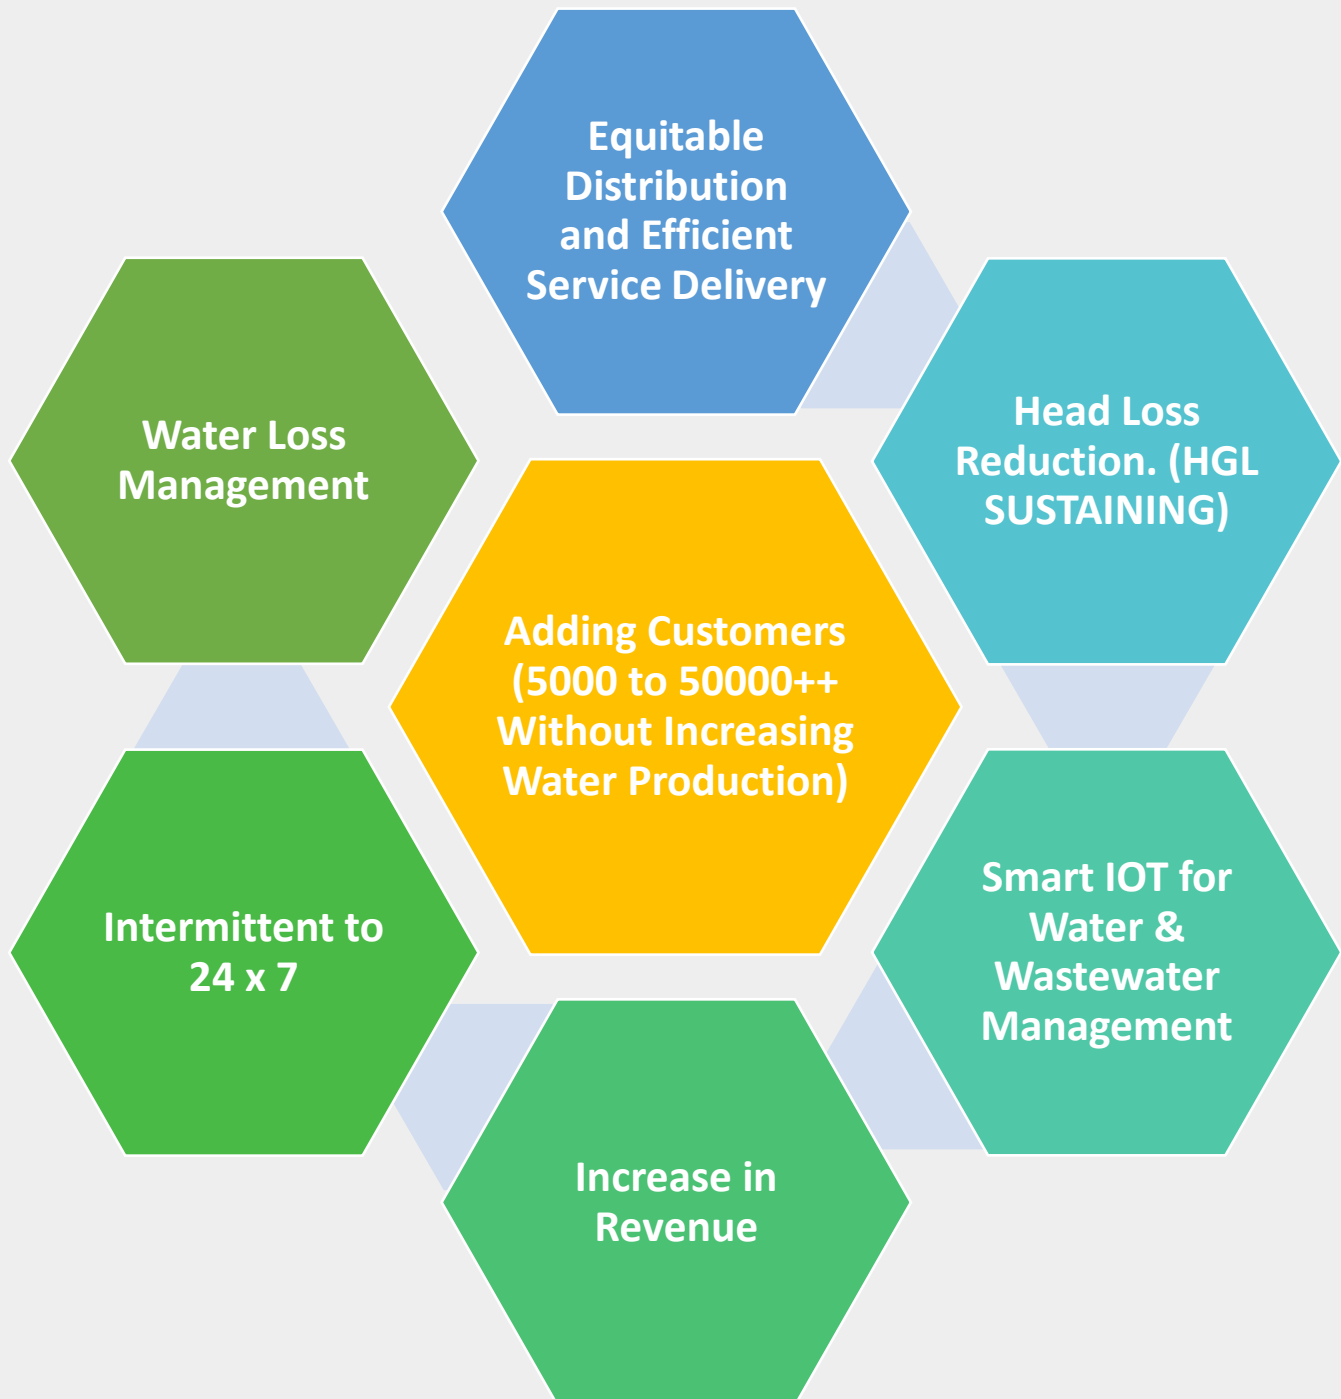 Equitable
Distribution
and Efficient
Service Delivery
Head Loss
Reduction. (HGL
SUSTAINING)
Smart IOT for
Water &
Wastewater
Management
Increase in
Revenue
Intermittent to
24 x 7
Water Loss
Management
Adding Customers
(5000 to 50000++
Without Increasing
Water Production)